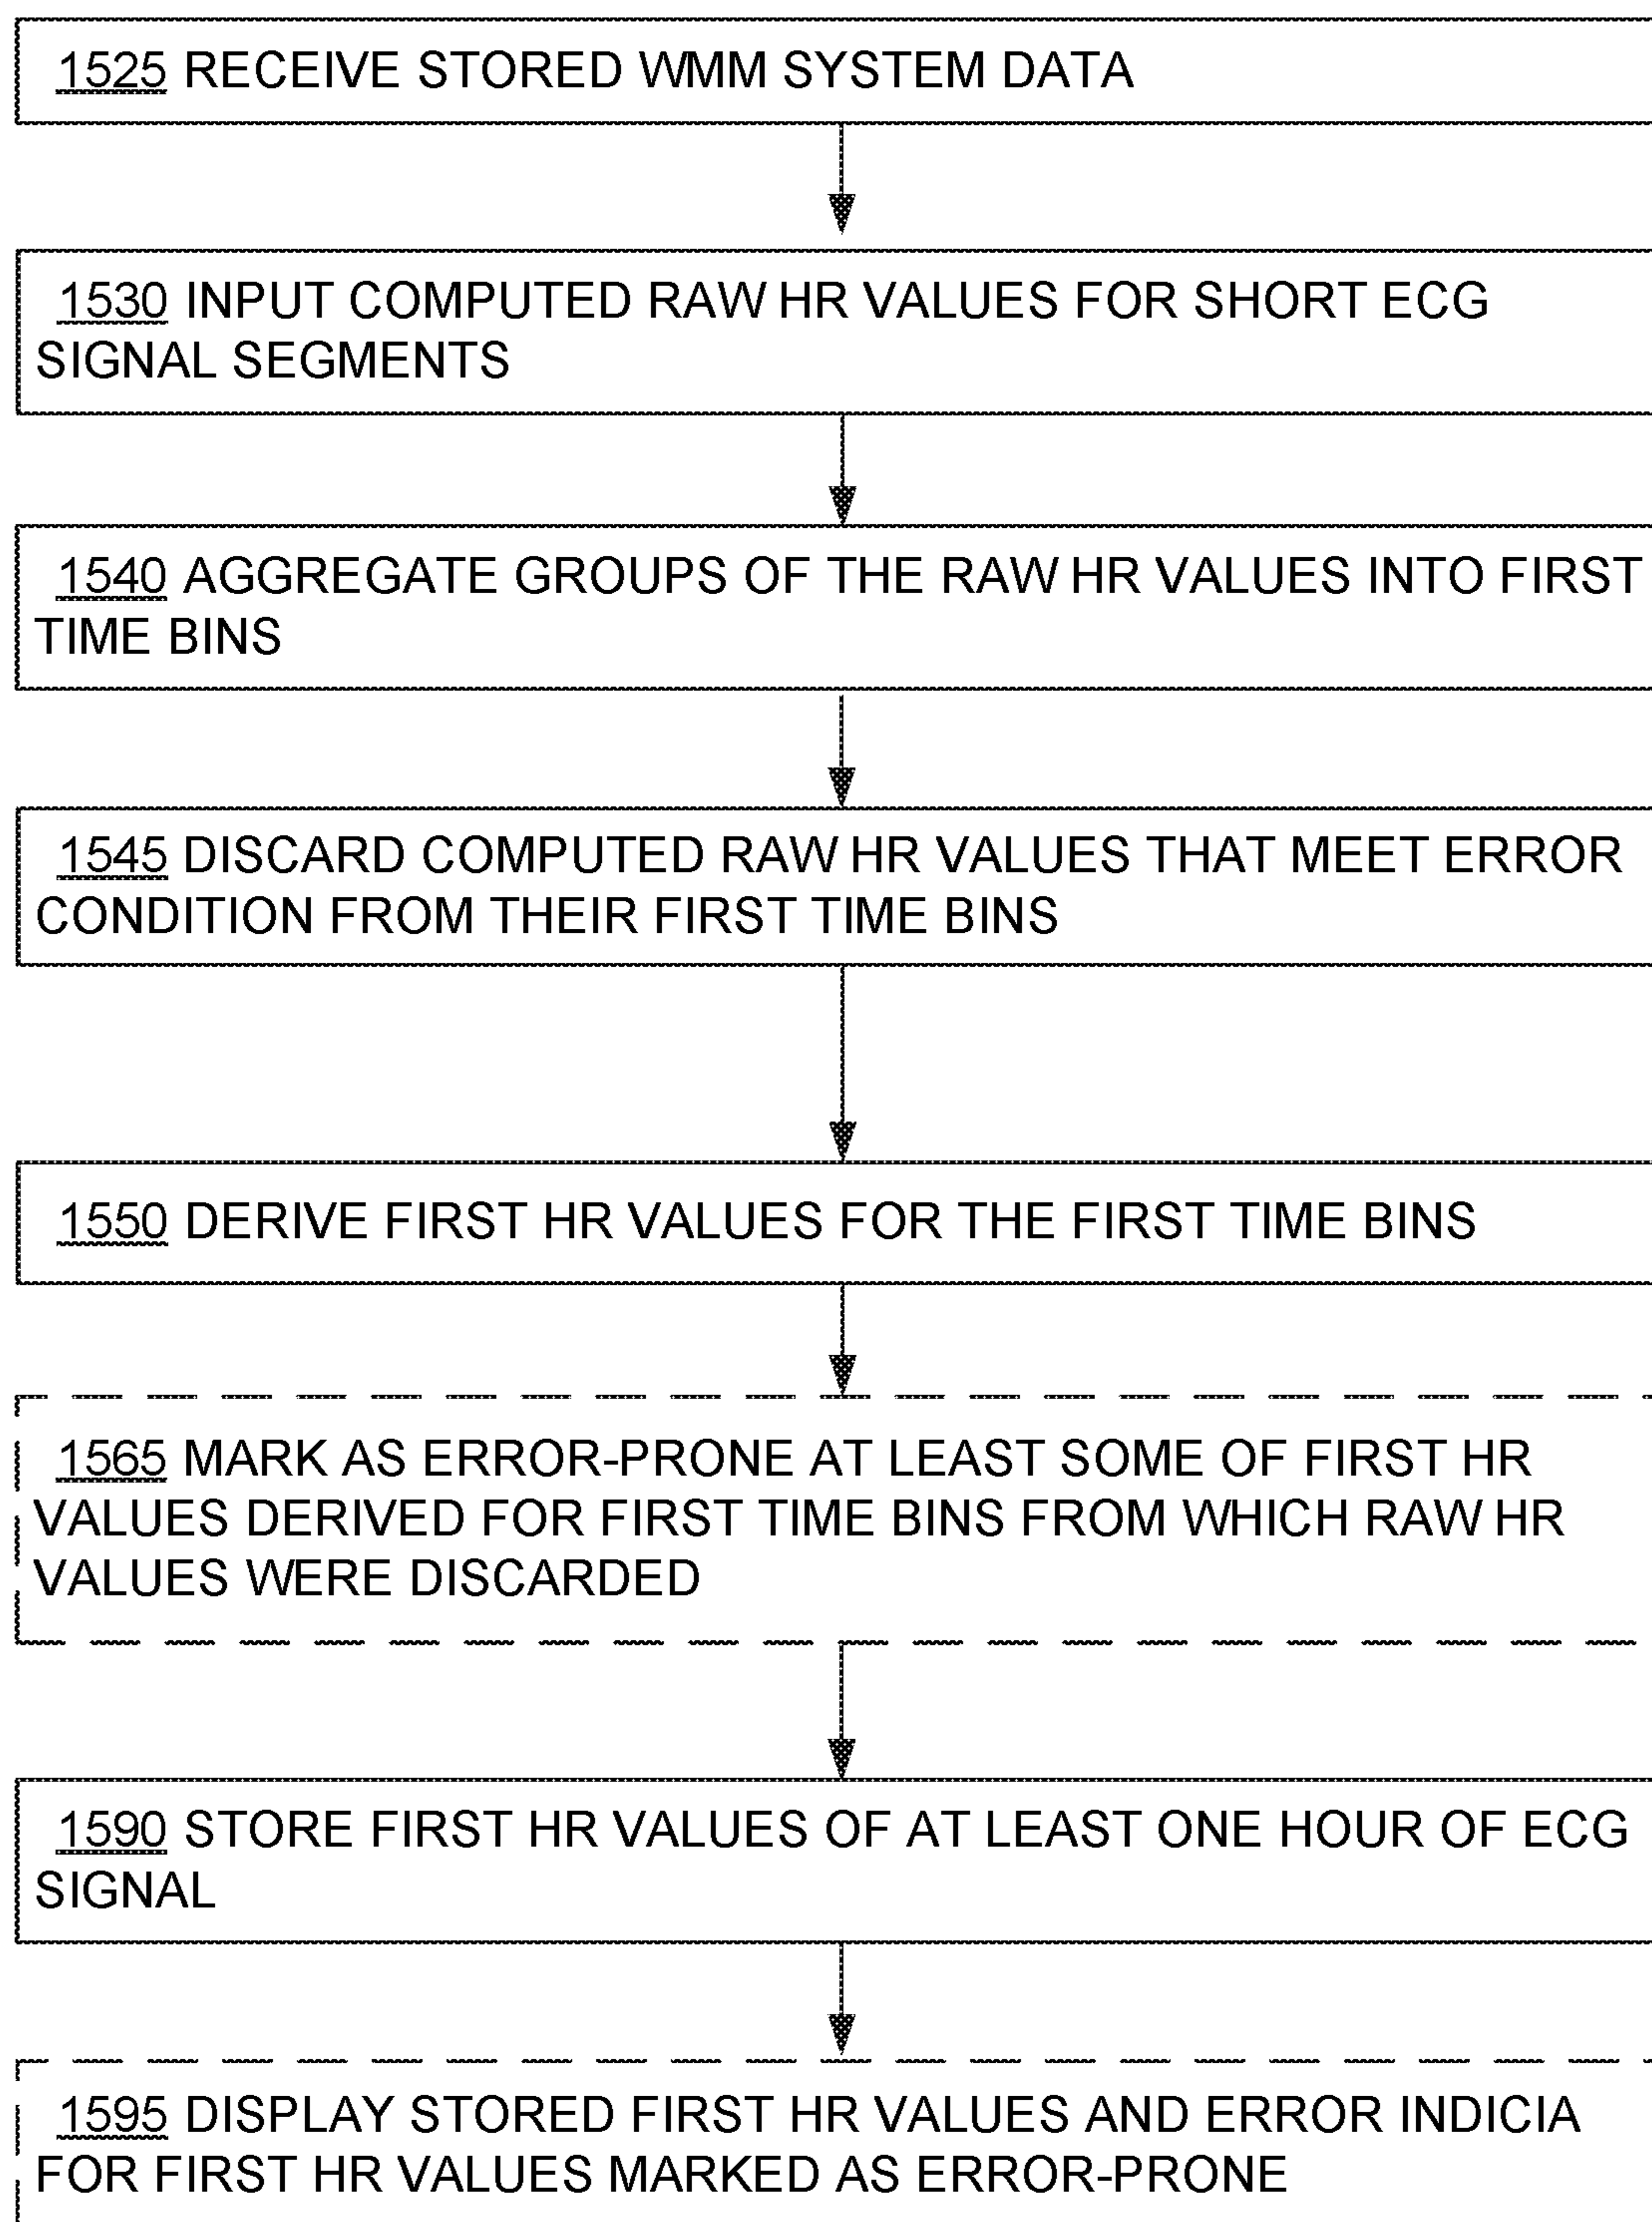 1525 RECEIVE STORED WMM SYSTEM DATA
1530 INPUT COMPUTED RAW HR VALUES FOR SHORT ECG
SIGNAL SEGMENTS
1540 AGGREGATE GROUPS OF THE RAW HR VALUES INTO FIRST
TIME BINS
1545 DISCARD COMPUTED RAW HR VALUES THAT MEET ERROR
CONDITION FROM THEIR FIRST TIME BINS
1550 DERIVE FIRST HR VALUES FOR THE FIRST TIME BINS
1565 MARK AS ERROR-PRONE AT LEAST SOME OF FIRST HR
VALUES DERIVED FOR FIRST TIME BINS FROM WHICH RAW HR
VALUES WERE DISCARDED
1590 STORE FIRST HR VALUES OF AT LEAST ONE HOUR OF ECG
SIGNAL
1595 DISPLAY STORED FIRST HR VALUES AND ERROR INDICIA
FOR FIRST HR VALUES MARKED AS ERROR-PRONE